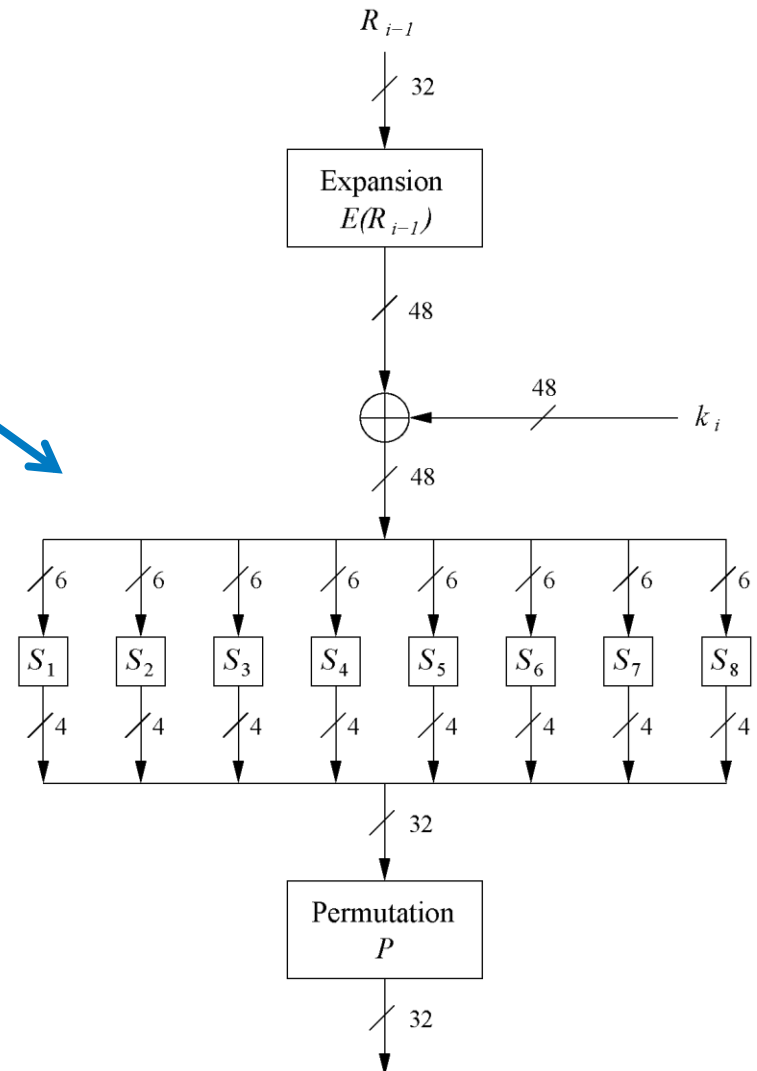 R i−1
32
Expansion
E(R i−1)
48
48
k i
48
6 6 6 6 6 6 6 6
S1 S2 S3 S4 S5 S6 S7 S8
4 4 4 4 4 4 4 4
32
Permutation
P
32